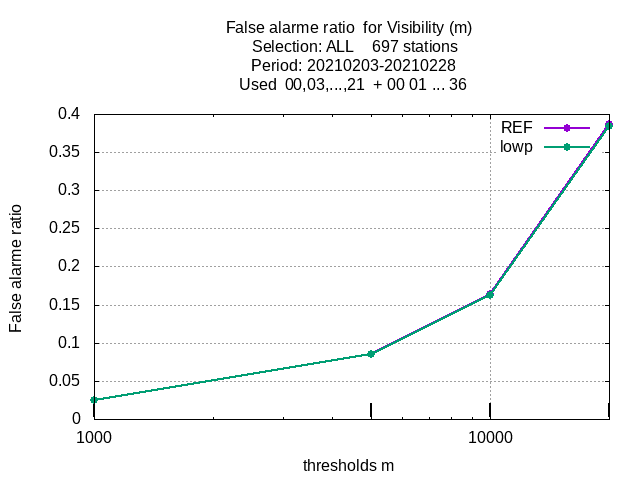 False alarme ratio  for Visibility (m)
Selection: ALL    697 stations
Period: 20210203-20210228
Used  00,03,...,21  + 00 01 ... 36
REF
lowp
0.4
0.35
0.3
0.25
0.2
0.15
0.1
0.05
0
False alarme ratio
1000
10000
thresholds m